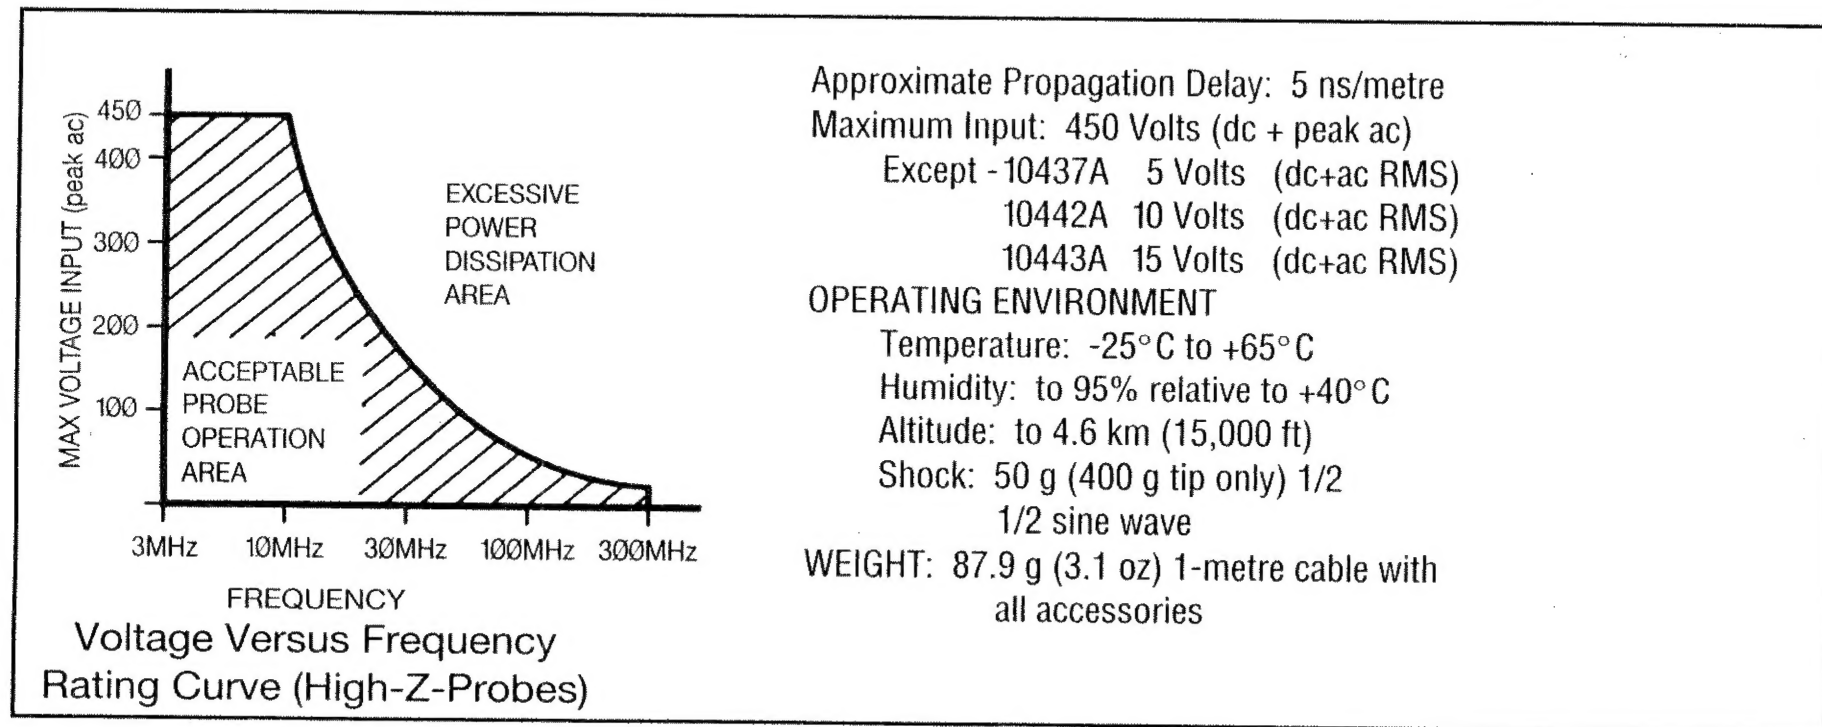 450
400
300
200
100
MAX VOLTAGE INPUT (peak ac)
EXCESSIVE
POWER
DISSIPATION
AREA
ACCEPTABLE
PROBE
OPERATION
AREA
3MHz 10MHz 30MHz 100MHz 300MHz
FREQUENCY
Voltage Versus Frequency
Rating Curve (High-Z-Probes)
Approximate Propagation Delay: 5 ns/metre
Maximum Input: 450 Volts (dc + peak ac)
Except - 10437A 5 Volts (dc+ac RMS)
10442A 10 Volts (dc+ac RMS)
10443A 15 Volts (dc+ac RMS)
OPERATING ENVIRONMENT
Temperature: -25°C to +65°C
Humidity: to 95% relative to +40°C
Altitude: to 4.6 km (15,000 ft)
Shock: 50 g (400 g tip only) 1/2
1/2 sine wave
WEIGHT: 87.9 g (3.1 oz) 1-metre cable with
all accessories